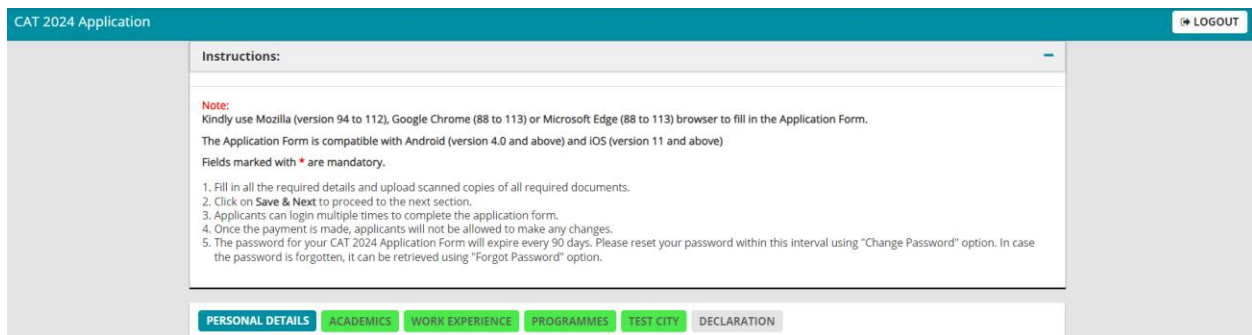 CAT 2024 Application
LOGOUT
Instructions:
Note:
Kindly use Mozilla (version 94 to 112), Google Chrome (88 to 113) or Microsoft Edge (88 to 113) browser to fill in the Application Form.
The Application Form is compatible with Android (version 4.0 and above) and iOS (version 11 and above)
Fields marked with * are mandatory.
1. Fill in all the required details and upload scanned copies of all required documents.
2. Click on Save & Next to proceed to the next section.
3. Applicants can login multiple times to complete the application form.
4. Once the payment is made, applicants will not be allowed to make any changes.
5. The password for your CAT 2024 Application Form will expire every 90 days. Please reset your password within this interval using "Change Password" option. In case
the password is forgotten, it can be retrieved using "Forgot Password" option.
PERSONAL DETAILS ACADEMICS WORK EXPERIENCE PROGRAMMES TEST CITY DECLARATION